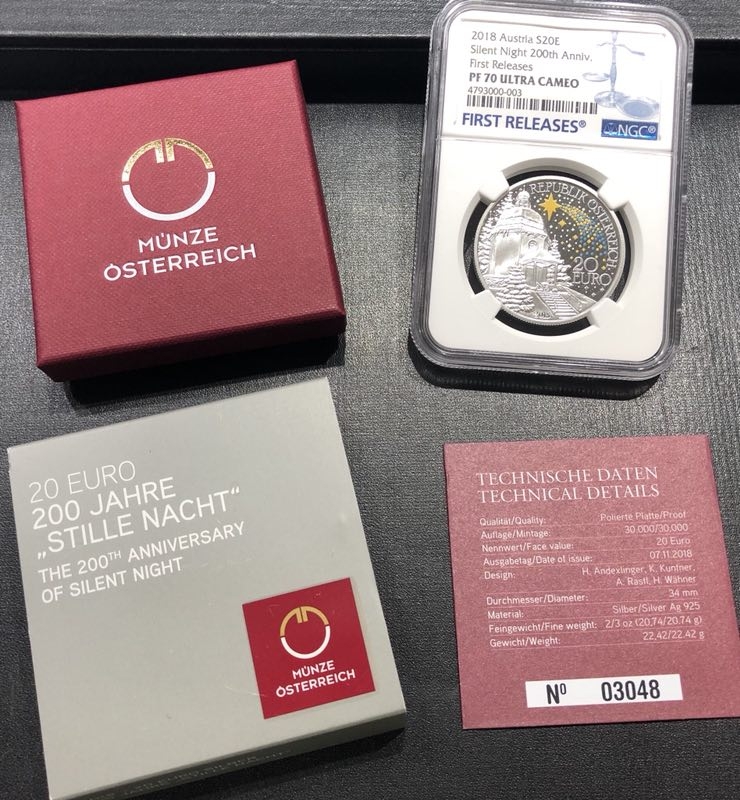 MÜNZE
ÖSTERREICH
2018 Austria S20E
Silent Night 200th Anniv.
First Releases
PF 70 ULTRA CAMEO
4793000-003
FIRST RELEASES®
NGC®
REPUBLIK ÖSTERREICH
20
EURO
20 EURO
200 JAHRE
„STILLE NACHT“
THE 200TH ANNIVERSARY
OF SILENT NIGHT
MÜNZE
ÖSTERREICH
TECHNISCHE DATEN
TECHNICAL DETAILS
Qualität/Quality: Polierte Platte/Proof
Auflage/Mintage: 30.000/30,000
Nennwert/Face value: 20 Euro
Ausgabetag/Date of issue: 07.11.2018
Design: H. Andexlinger, K. Kuntner,
A. Rastl, H. Wähner
Durchmesser/Diameter: 34 mm
Material: Silber/Silver Ag 925
Feingewicht/Fine weight: 2/3 oz (20,74/20.74 g)
Gewicht/Weight: 22,42/22.42 g
Nº 03048